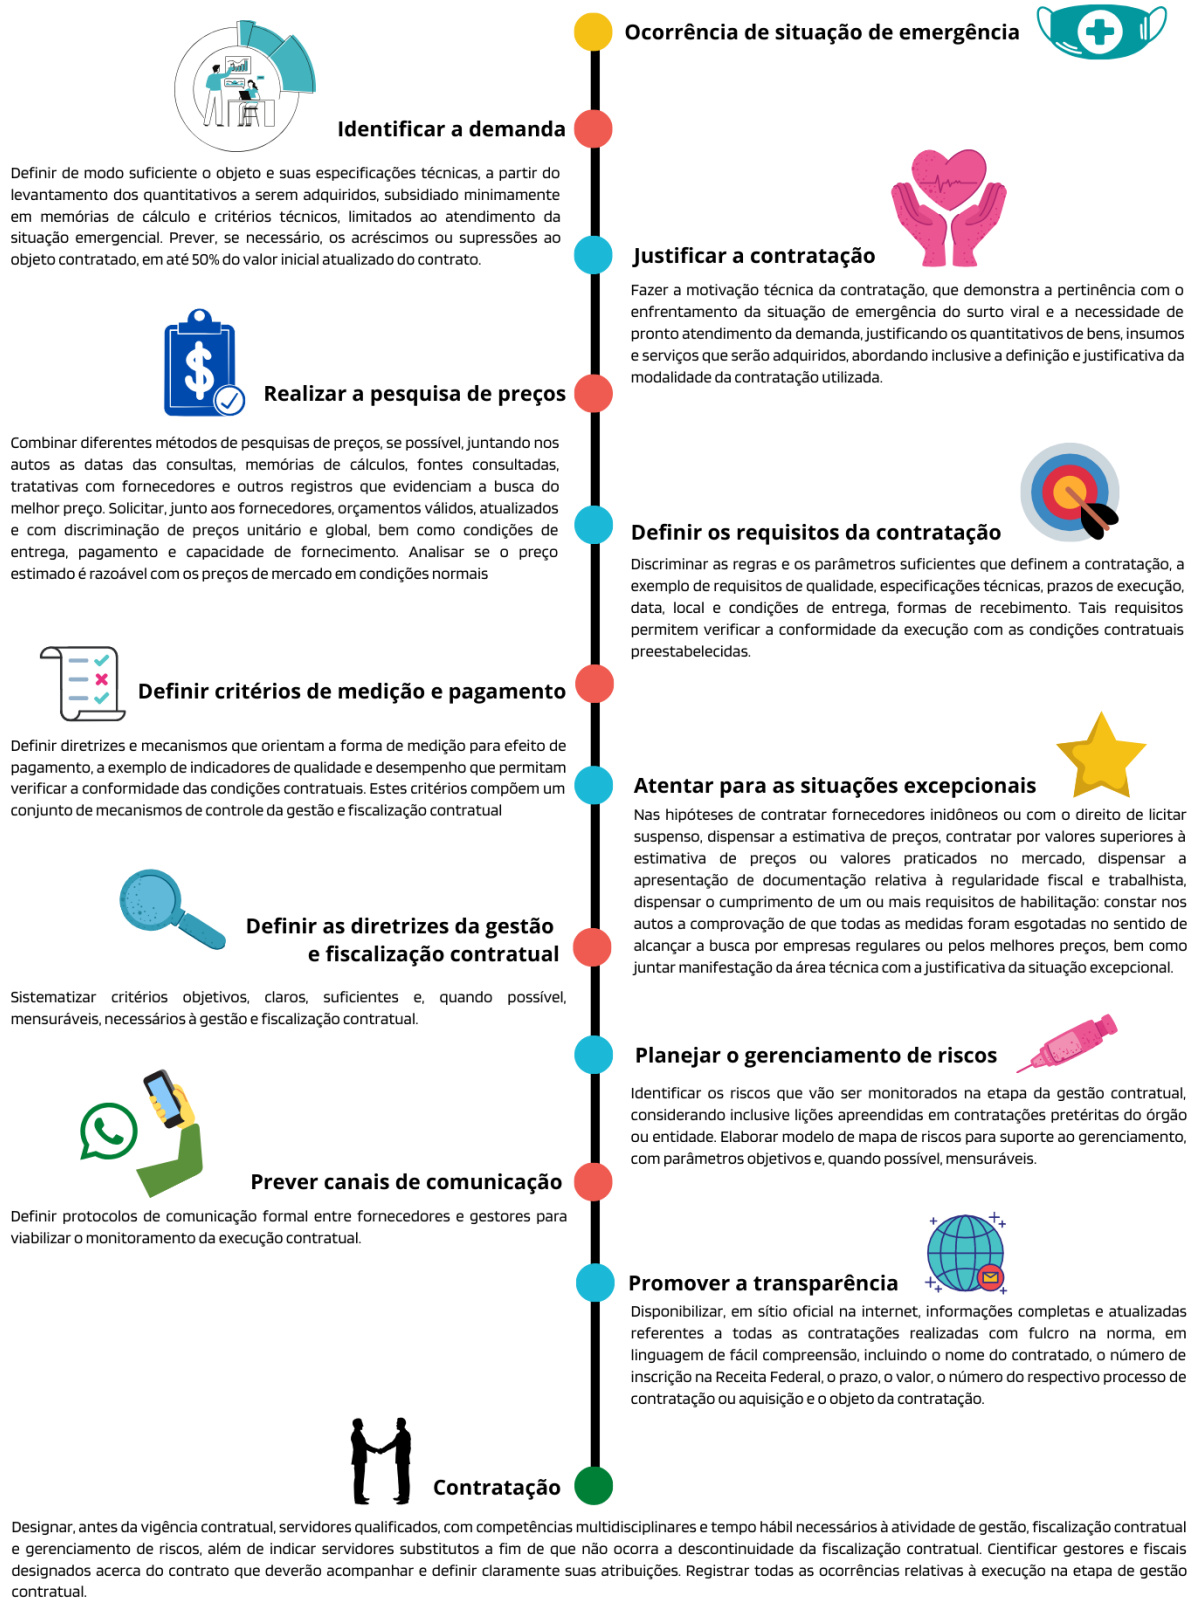 Ocorrência de situação de emergência
Identificar a demanda
Definir de modo suficiente o objeto e suas especificações técnicas, a partir do
levantamento dos quantitativos a serem adquiridos, subsidiado minimamente
em memórias de cálculo e critérios técnicos, limitados ao atendimento da
situação emergencial. Prever, se necessário, os acréscimos ou supressões ao
objeto contratado, em até 50% do valor inicial atualizado do contrato.
Justificar a contratação
Fazer a motivação técnica da contratação, que demonstra a pertinência com o
enfrentamento da situação de emergência do surto viral e a necessidade de
pronto atendimento da demanda, justificando os quantitativos de bens, insumos
e serviços que serão adquiridos, abordando inclusive a definição e justificativa da
modalidade da contratação utilizada.
Realizar a pesquisa de preços
Combinar diferentes métodos de pesquisas de preços, se possível, juntando nos
autos as datas das consultas, memórias de cálculos, fontes consultadas,
tratativas com fornecedores e outros registros que evidenciam a busca do
melhor preço. Solicitar, junto aos fornecedores, orçamentos válidos, atualizados
e com discriminação de preços unitário e global, bem como condições de
entrega, pagamento e capacidade de fornecimento. Analisar se o preço
estimado é razoável com os preços de mercado em condições normais
Definir os requisitos da contratação
Discriminar as regras e os parâmetros suficientes que definem a contratação, a
exemplo de requisitos de qualidade, especificações técnicas, prazos de execução,
data, local e condições de entrega, formas de recebimento. Tais requisitos
permitem verificar a conformidade da execução com as condições contratuais
preestabelecidas.
Definir critérios de medição e pagamento
Definir diretrizes e mecanismos que orientam a forma de medição para efeito de
pagamento, a exemplo de indicadores de qualidade e desempenho que permitam
verificar a conformidade das condições contratuais. Estes critérios compõem um
conjunto de mecanismos de controle da gestão e fiscalização contratual
Atentar para as situações excepcionais
Nas hipóteses de contratar fornecedores inidôneos ou com o direito de licitar
suspenso, dispensar a estimativa de preços, contratar por valores superiores à
estimativa de preços ou valores praticados no mercado, dispensar a
apresentação de documentação relativa à regularidade fiscal e trabalhista,
dispensar o cumprimento de um ou mais requisitos de habilitação: constar nos
autos a comprovação de que todas as medidas foram esgotadas no sentido de
alcançar a busca por empresas regulares ou pelos melhores preços, bem como
juntar manifestação da área técnica com a justificativa da situação excepcional.
Definir as diretrizes da gestão
e fiscalização contratual
Sistematizar critérios objetivos, claros, suficientes e, quando possível,
mensuráveis, necessários à gestão e fiscalização contratual.
Planejar o gerenciamento de riscos
Identificar os riscos que vão ser monitorados na etapa da gestão contratual,
considerando inclusive lições apreendidas em contratações pretéritas do órgão
ou entidade. Elaborar modelo de mapa de riscos para suporte ao gerenciamento,
com parâmetros objetivos e, quando possível, mensuráveis.
Prever canais de comunicação
Definir protocolos de comunicação formal entre fornecedores e gestores para
viabilizar o monitoramento da execução contratual.
Promover a transparência
Disponibilizar, em sítio oficial na internet, informações completas e atualizadas
referentes a todas as contratações realizadas com fulcro na norma, em
linguagem de fácil compreensão, incluindo o nome do contratado, o número de
inscrição na Receita Federal, o prazo, o valor, o número do respectivo processo de
contratação ou aquisição e o objeto da contratação.
Contratação
Designar, antes da vigência contratual, servidores qualificados, com competências multidisciplinares e tempo hábil necessários à atividade de gestão, fiscalização contratual
e gerenciamento de riscos, além de indicar servidores substitutos a fim de que não ocorra a descontinuidade da fiscalização contratual. Cientificar gestores e fiscais
designados acerca do contrato que deverão acompanhar e definir claramente suas atribuições. Registrar todas as ocorrências relativas à execução na etapa de gestão
contratual.